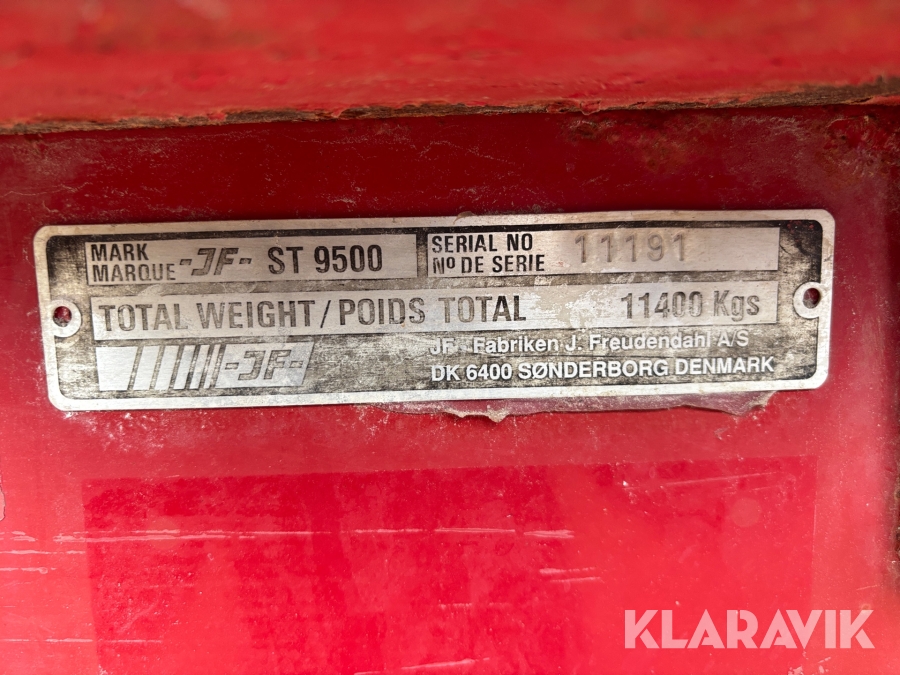 MARK
MARQUE -JF- ST 9500
SERIAL NO
Nº DE SERIE 11191
TOTAL WEIGHT/POIDS TOTAL 11400 Kgs
-JF-
JF - Fabriken J. Freudendahl A/S
DK 6400 SØNDERBORG DENMARK
KLARAVIK